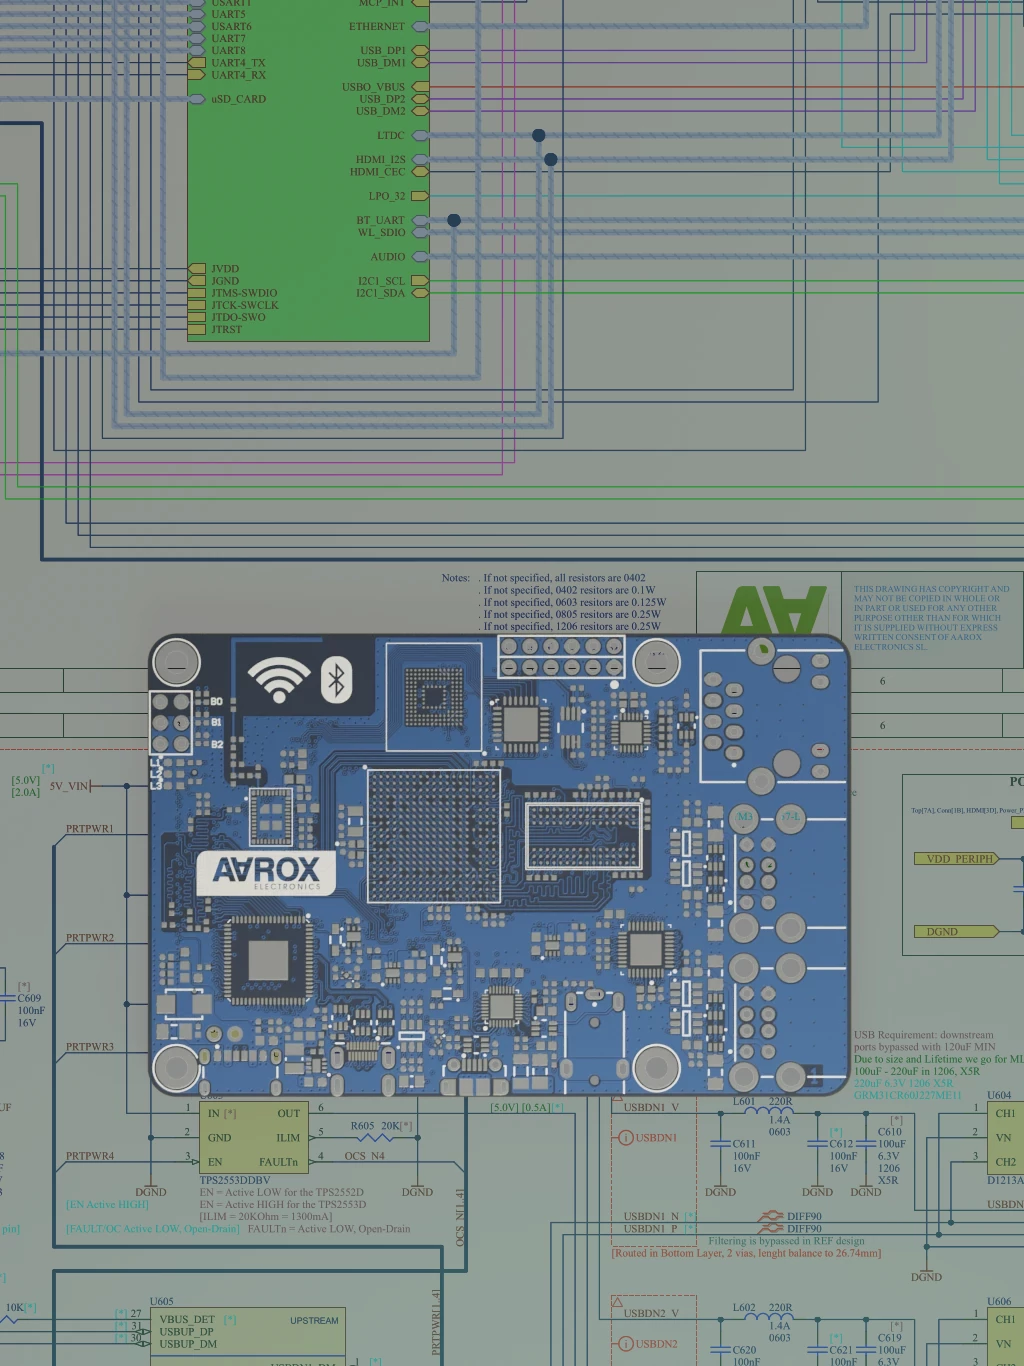 USART1
UART5
USART6
UART7
UART8
UART4_TX
UART4_RX
uSD_CARD
MCP_INT
ETHERNET
USB_DP1
USB_DM1
USBO_VBUS
USB_DP2
USB_DM2
LTDC
HDMI_I2S
HDMI_CEC
LPO_32
BT_UART
WL_SDIO
AUDIO
I2C1_SCL
I2C1_SDA
JVDD
JGND
JTMS-SWDIO
JTCK-SWCLK
JTDO-SWO
JTRST
Notes: . If not specified, all resistors are 0402
. If not specified, 0402 resitors are 0.1W
. If not specified, 0603 resitors are 0.125W
. If not specified, 0805 resitors are 0.25W
. If not specified, 1206 resitors are 0.25W
THIS DRAWING HAS COPYRIGHT AND
MAY NOT BE COPIED IN WHOLE OR
IN PART OR USED FOR ANY OTHER
PURPOSE OTHER THAN FOR WHICH
IT IS SUPPLIED WITHOUT EXPRESS
WRITTEN CONSENT OF AAROX
ELECTRONICS SL.
6
6
B0
B1
B2
AAROX
ELECTRONICS
M3
[*]
[5.0V]
[2.0A]
5V_VIN
PRTPWR1
PRTPWR2
PRTPWR3
PRTPWR4
[*]
C609
100nF
16V
VDD_PERIPH
DGND
USB Requirement: downstream
ports bypassed with 120uF MIN
Due to size and Lifetime we go for ML
100uF - 220uF in 1206, X5R
220uF 6.3V 1206 X5R
GRM31CR60J227ME11
1 IN [*] OUT 6
2 GND ILIM 5
3 EN FAULTn 4
TPS2553DDBV
R605 20K[*]
OCS_N4
DGND
DGND
EN = Active LOW for the TPS2552D
[EN Active HIGH] EN = Active HIGH for the TPS2553D
[ILIM = 20KOhm = 1300mA]
[FAULT/OC Active LOW, Open-Drain] FAULTn = Active LOW, Open-Drain
pin]
OCS_N[1.4]
PRTPWR[1..4]
[5.0V] [0.5A][*]
USBDN1_V
USBDN1
L601 220R
1.4A
0603
C611
100nF
16V
[*]
C612
100nF
16V
[*]
C610
100uF
6.3V
1206
X5R
DGND
DGND
DGND
U604
1 CH1
2 VN
3 CH2
D1213A
USBDN1_N [*]
USBDN1_P [*]
DIFF90
DIFF90
Filtering is bypassed in REF design
[Routed in Bottom Layer, 2 vias, lenght balance to 26.74mm]
DGND
10K[*]
U605
[*] 27 VBUS_DET [*] UPSTREAM
[*] 31 USBUP_DP
[*] 30 USBUP_DM
[*]
USBDN2_V
USBDN2
L602 220R
1.4A
0603
C620
100nF
[*]
C621
100nF
[*]
C619
100uF
6.3V
U606
1 CH1
2 VN